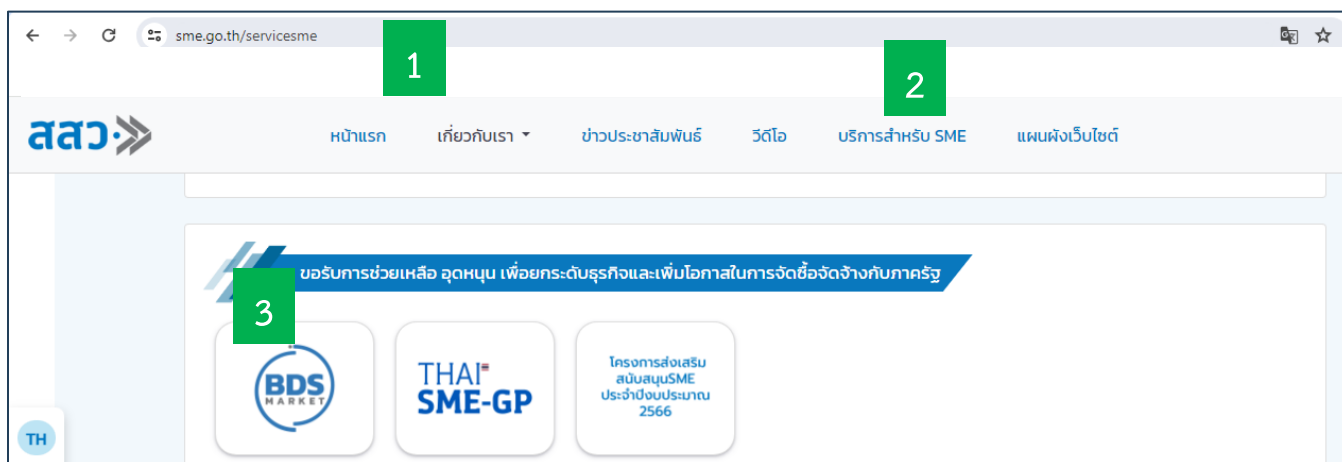 sme.go.th/servicesme
1
2
สสว.
หน้าแรก เกี่ยวกับเรา ข่าวประชาสัมพันธ์ วีดีโอ บริการสำหรับ SME แผนผังเว็บไซต์
ขอรับการช่วยเหลือ อุดหนุน เพื่อยกระดับธุรกิจและเพิ่มโอกาสในการจัดซื้อจัดจ้างกับภาครัฐ
3
BDS
MARKET
THAI
SME-GP
โครงการส่งเสริม
สนับสนุนSME
ประจำปีงบประมาณ
2566
TH